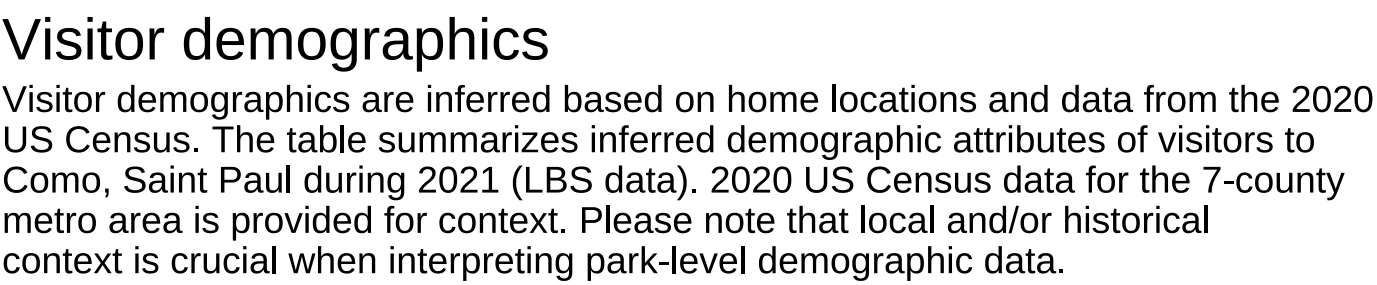 Visitor demographics
Visitor demographics are inferred based on home locations and data from the 2020
US Census. The table summarizes inferred demographic attributes of visitors to
Como, Saint Paul during 2021 (LBS data). 2020 US Census data for the 7-county
metro area is provided for context. Please note that local and/or historical
context is crucial when interpreting park-level demographic data.